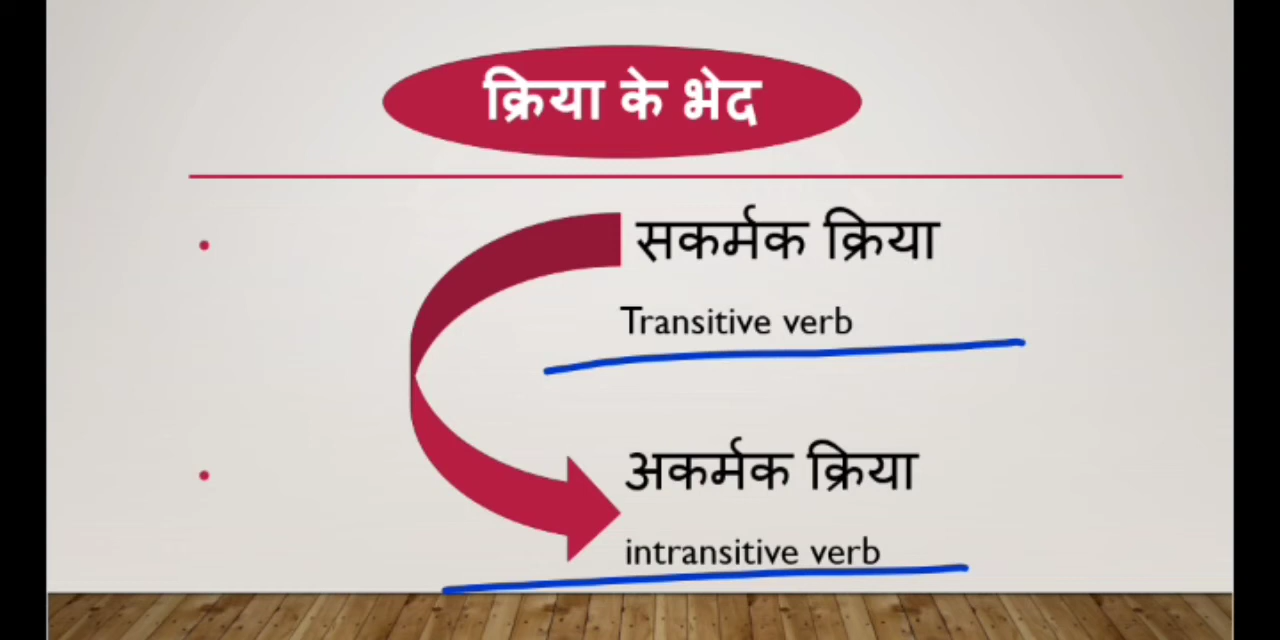 क्रिया के भेद
सकर्मक क्रिया
Transitive verb
अकर्मक क्रिया
intransitive verb